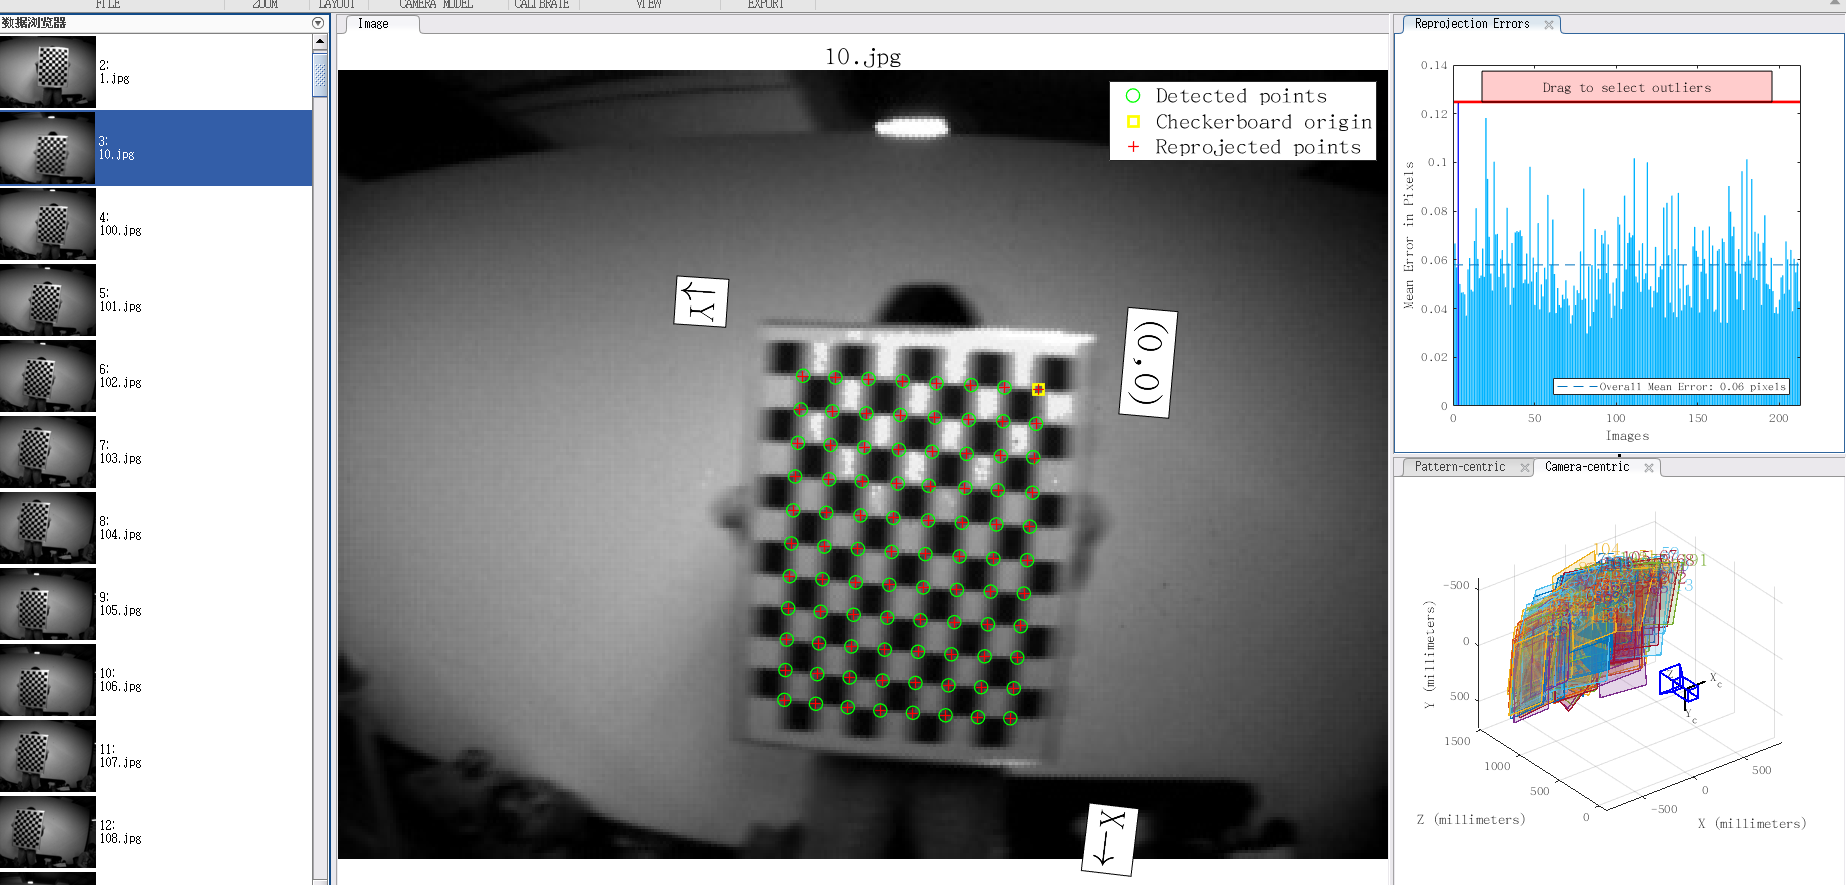 FILE
ZOOM
LAYOUT
CAMERA MODEL
CALIBRATE
VIEW
EXPORT
数据浏览器
2:
1.jpg
3:
10.jpg
4:
100.jpg
5:
101.jpg
6:
102.jpg
7:
103.jpg
8:
104.jpg
9:
105.jpg
10:
106.jpg
11:
107.jpg
12:
108.jpg
Image
10.jpg
Detected points
Checkerboard origin
Reprojected points
Y→
(0,0)
X→
Reprojection Errors
Drag to select outliers
0.14
0.12
0.1
0.08
0.06
0.04
0.02
0
Mean Error in Pixels
Overall Mean Error: 0.06 pixels
0
50
100
150
200
Images
Pattern-centric
Camera-centric
-500
0
500
Y (millimeters)
1500
1000
500
0
Z (millimeters)
-500
0
500
X (millimeters)
Xc
Yc